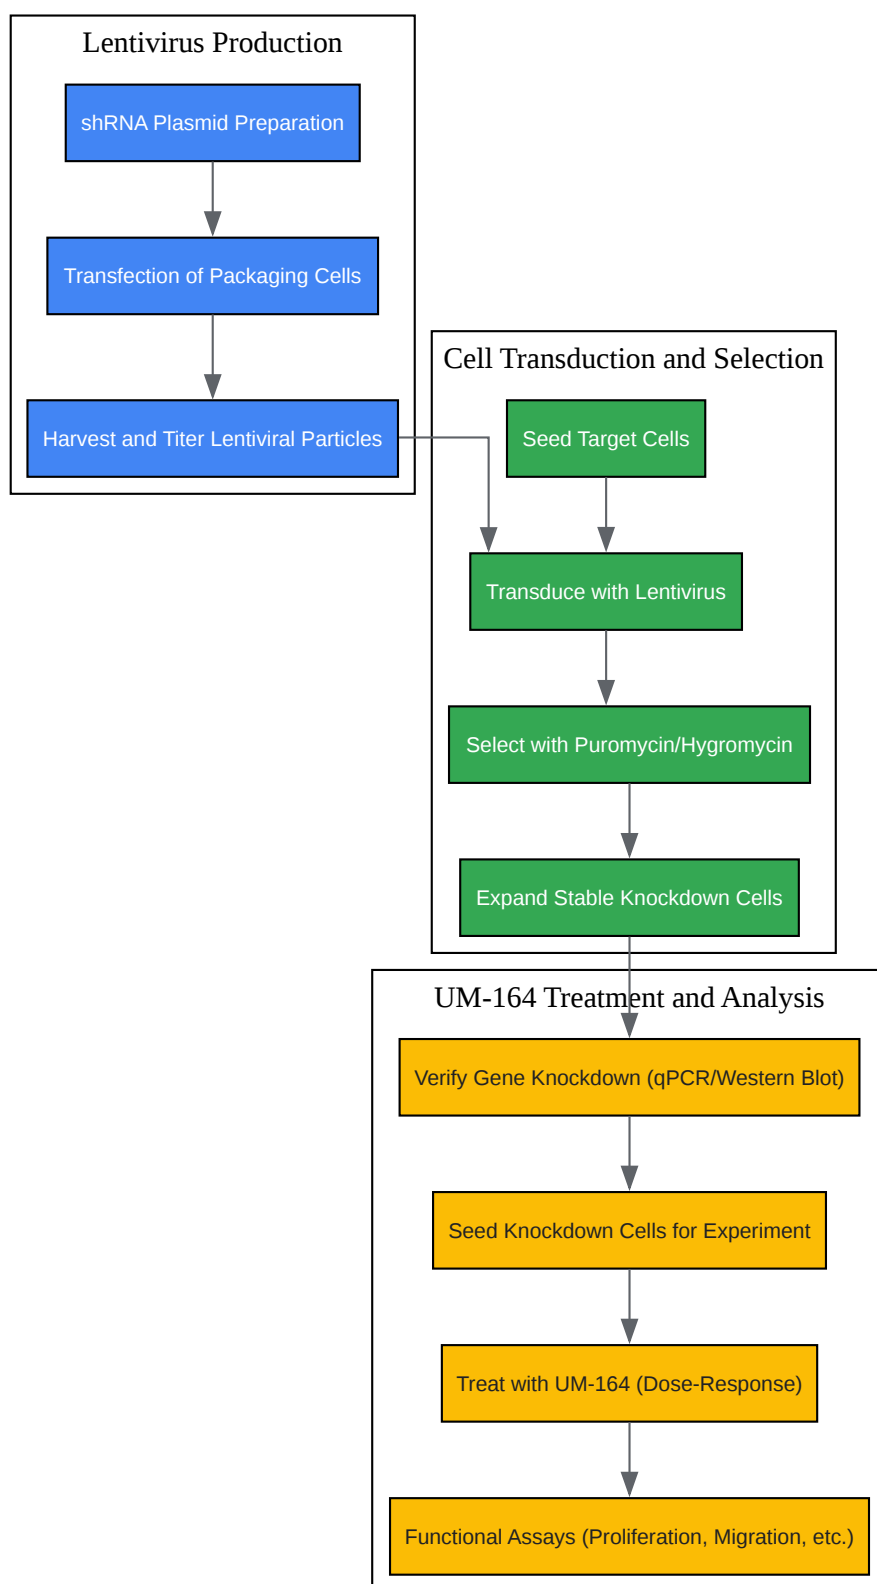 Lentivirus Production
shRNA Plasmid Preparation
Transfection of Packaging Cells
Harvest and Titer Lentiviral Particles
Cell Transduction and Selection
Seed Target Cells
Transduce with Lentivirus
Select with Puromycin/Hygromycin
Expand Stable Knockdown Cells
UM-164 Treatment and Analysis
Verify Gene Knockdown (qPCR/Western Blot)
Seed Knockdown Cells for Experiment
Treat with UM-164 (Dose-Response)
Functional Assays (Proliferation, Migration, etc.)